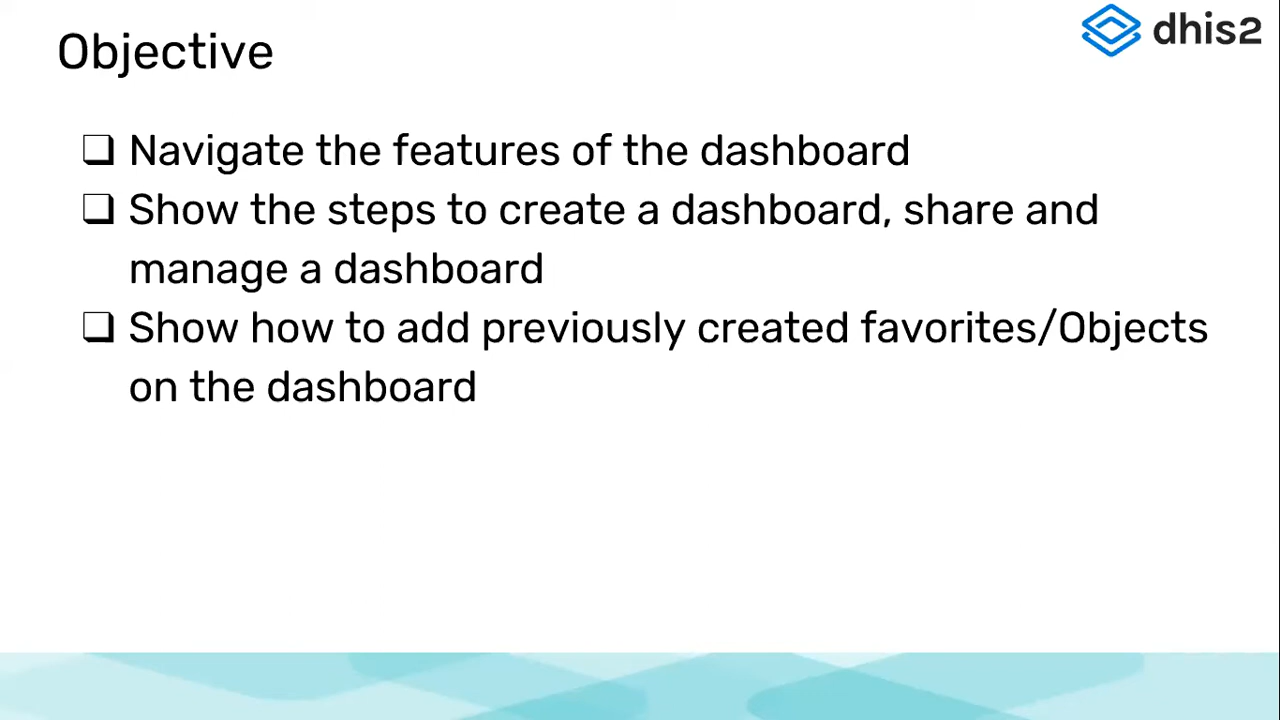 Objective
dhis2
❑ Navigate the features of the dashboard
❑ Show the steps to create a dashboard, share and
manage a dashboard
❑ Show how to add previously created favorites/Objects
on the dashboard